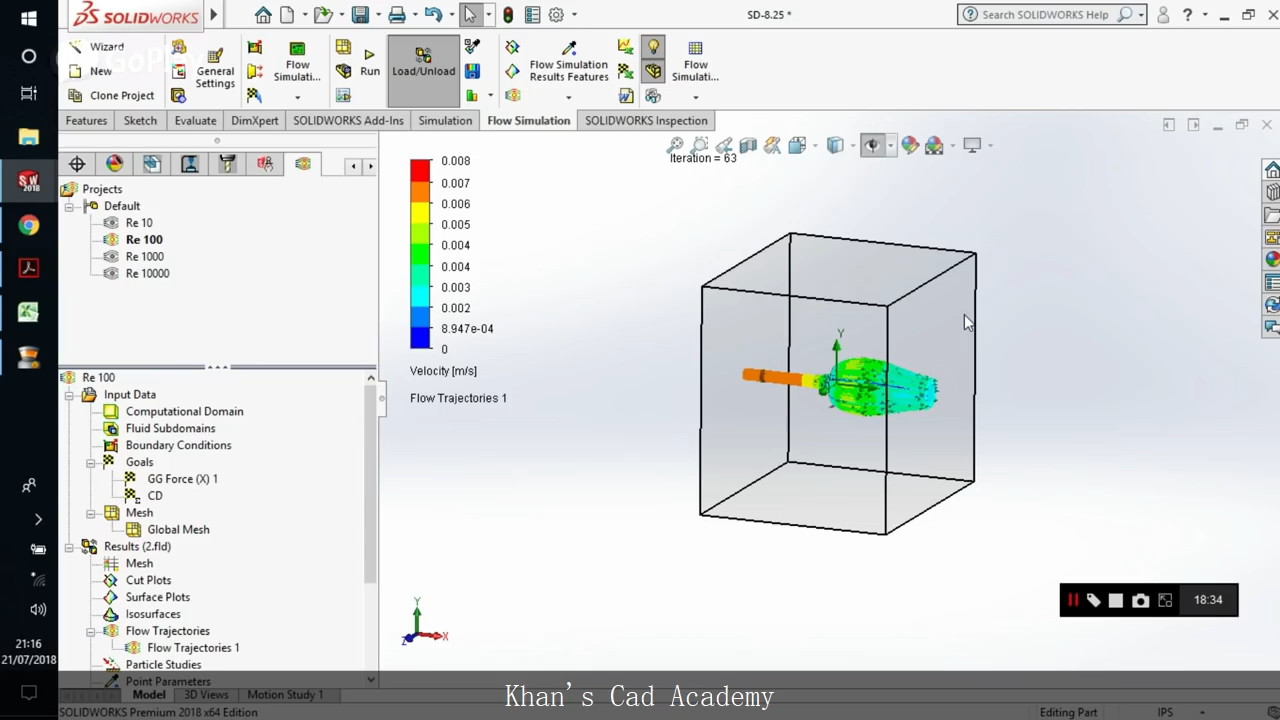 SOLIDWORKS
SD-8.25 *
Search SOLIDWORKS Help
Wizard
New
Clone Project
General Settings
Flow Simulati...
Run
Load/Unload
Flow Simulation Results Features
Flow Simulati...
GoPlay
Features
Sketch
Evaluate
DimXpert
SOLIDWORKS Add-Ins
Simulation
Flow Simulation
SOLIDWORKS Inspection
Iteration = 63
Projects
Default
Re 10
Re 100
Re 1000
Re 10000
0.008
0.007
0.006
0.005
0.004
0.004
0.003
0.002
8.947e-04
0
Velocity [m/s]
Flow Trajectories 1
Y
Re 100
Input Data
Computational Domain
Fluid Subdomains
Boundary Conditions
Goals
GG Force (X) 1
CD
Mesh
Global Mesh
Results (2.fld)
Mesh
Cut Plots
Surface Plots
Isosurfaces
Flow Trajectories
Flow Trajectories 1
Particle Studies
Point Parameters
Y
X
Z
18:34
21:16
21/07/2018
Model
3D Views
Motion Study 1
Khan's Cad Academy
SOLIDWORKS Premium 2018 x64 Edition
Editing Part
IPS